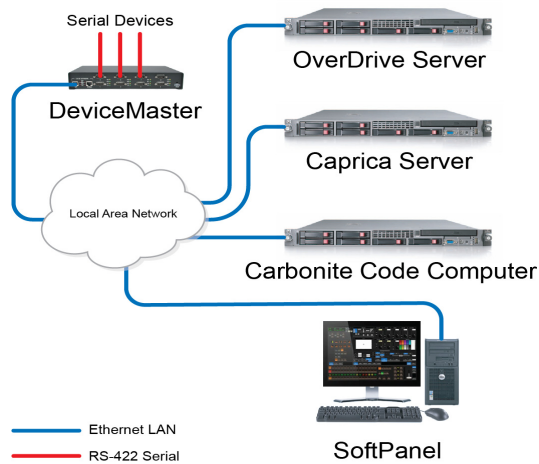 Serial Devices
OverDrive Server
DeviceMaster
Caprica Server
Local Area Network
Carbonite Code Computer
Ethernet LAN
RS-422 Serial
SoftPanel